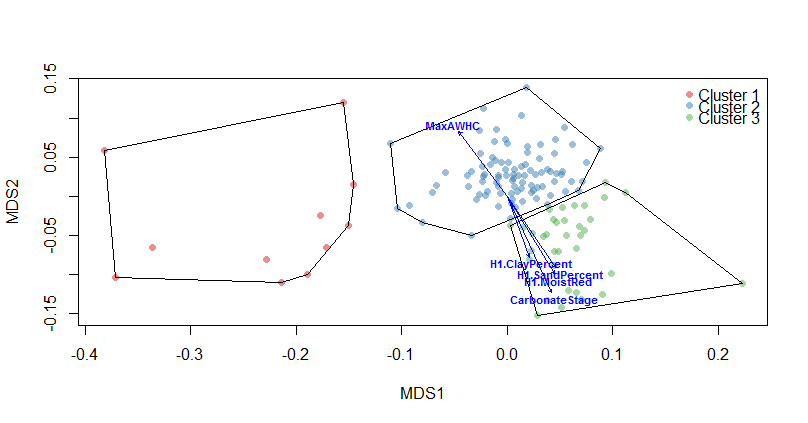 0.15
0.05
-0.05
-0.15
MDS2
Cluster 1
Cluster 2
Cluster 3
MaxAWHC
H1.ClayPercent
H1.SandPercent
H1.MoistRed
CarbonateStage
-0.4 -0.3 -0.2 -0.1 0.0 0.1 0.2
MDS1